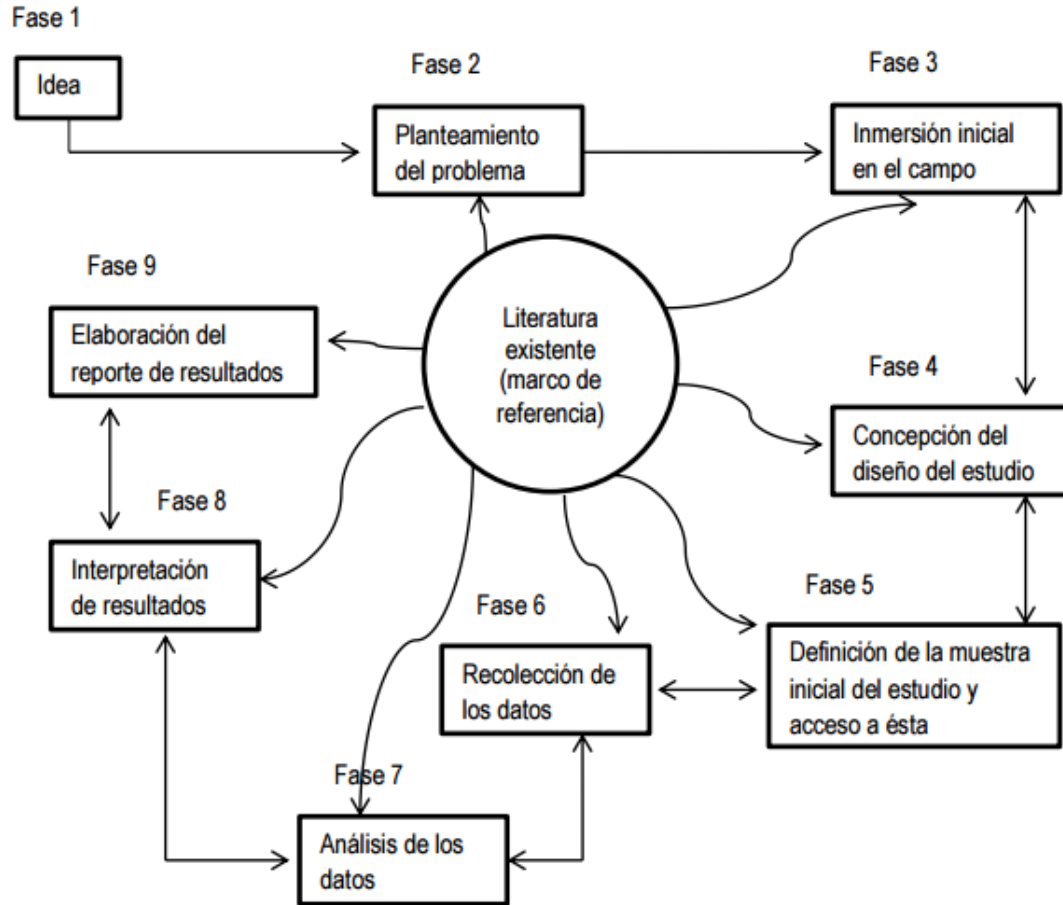 Fase 1
Idea
Fase 2
Planteamiento
del problema
Fase 3
Inmersión inicial
en el campo
Literatura
existente
(marco de
referencia)
Fase 4
Concepción del
diseño del estudio
Fase 5
Definición de la muestra
inicial del estudio y
acceso a ésta
Fase 6
Recolección de
los datos
Fase 7
Análisis de los
datos
Fase 8
Interpretación
de resultados
Fase 9
Elaboración del
reporte de resultados